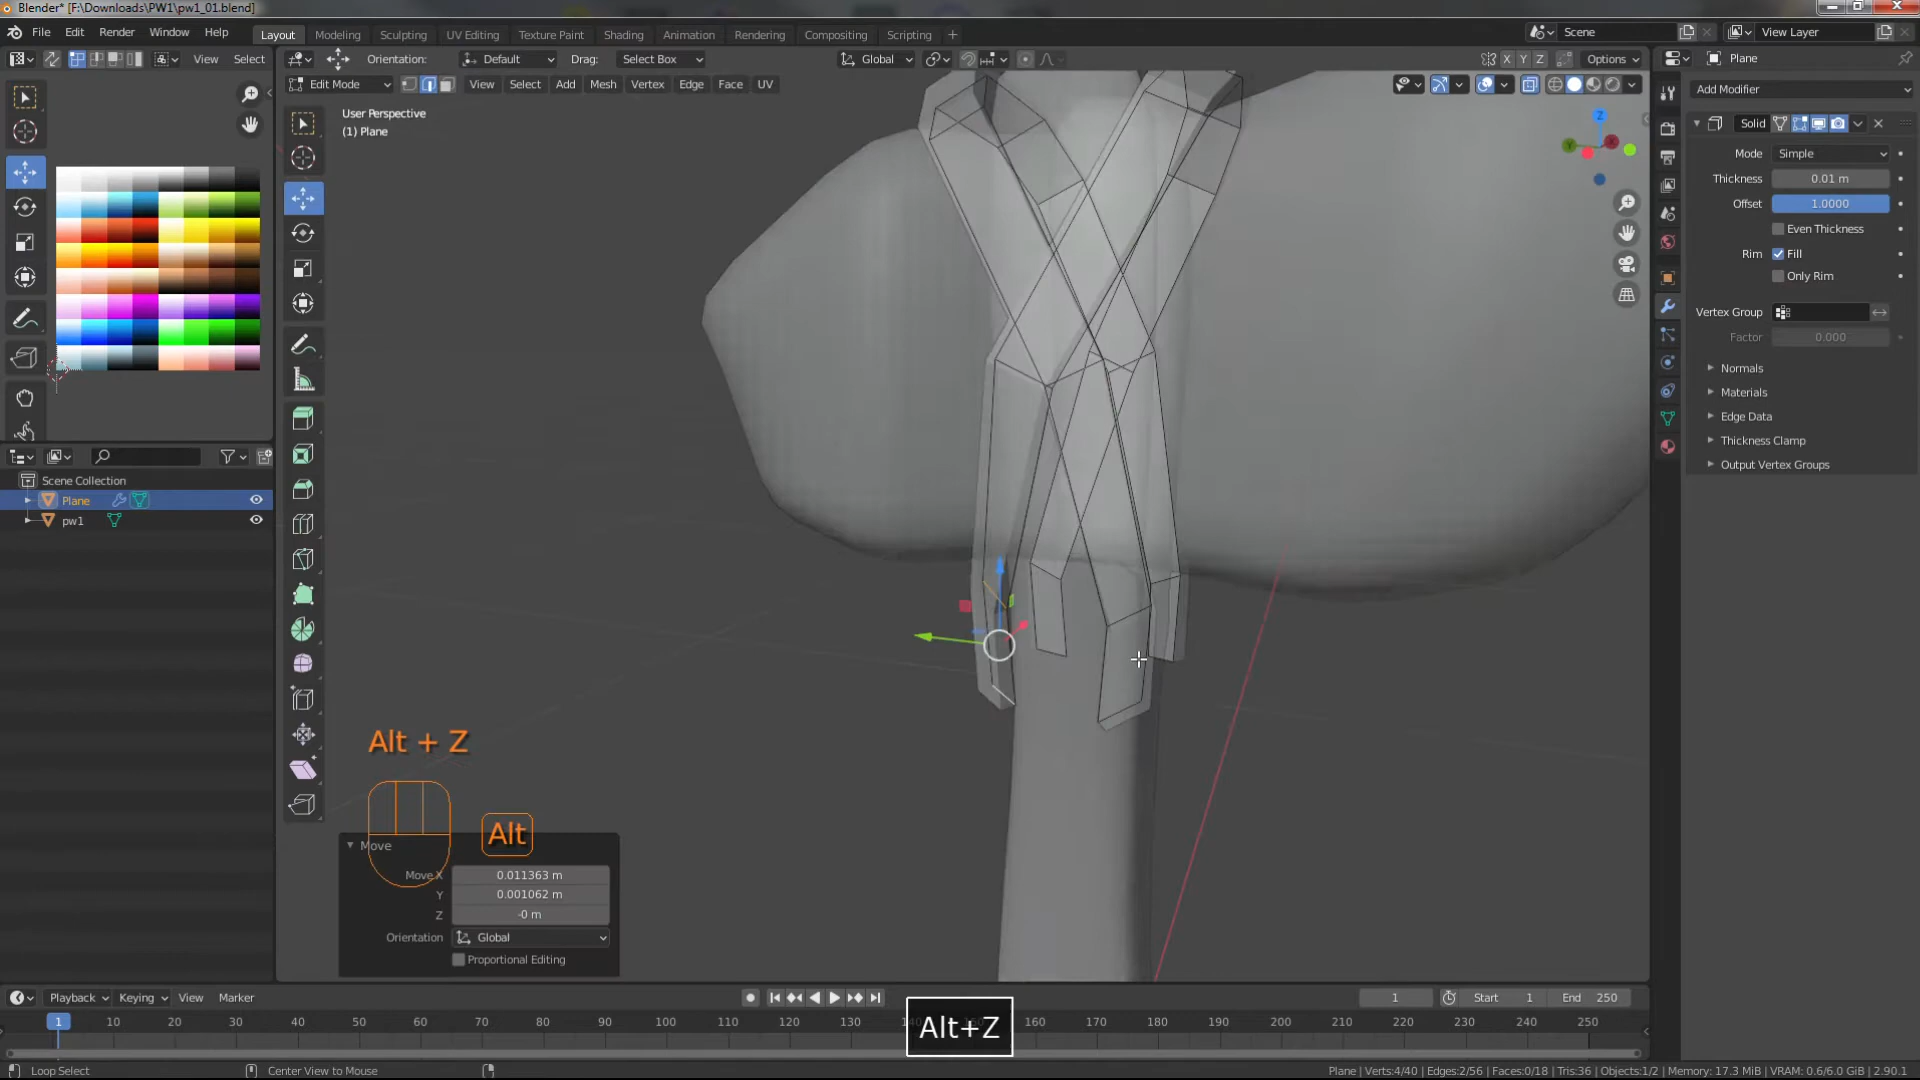 Blender* [F:\Downloads\PW1\pw1_01.blend]
File Edit Render Window Help
Layout Modeling Sculpting UV Editing Texture Paint Shading Animation Rendering Compositing Scripting +
Scene
View Layer
View Select
Orientation: Default Drag: Select Box
Global
X Y Z Options
Plane
Edit Mode View Select Add Mesh Vertex Edge Face UV
Add Modifier
User Perspective
(1) Plane
Z
Y
X
Solid
Mode Simple
Thickness 0.01 m
Offset 1.0000
Even Thickness
Rim Fill
Only Rim
Vertex Group
Factor 0.000
Normals
Materials
Edge Data
Thickness Clamp
Output Vertex Groups
Scene Collection
Plane
pw1
Alt + Z
Alt
Move
Move X 0.011363 m
Y 0.001062 m
Z -0 m
Orientation Global
Proportional Editing
Playback Keying View Marker
1 Start 1 End 250
1 10 20 30 40 50 60 70 80 90 100 110 120 130 160 170 180 190 200 210 220 230 240 250
Alt+Z
Loop Select Center View to Mouse
Plane | Verts:4/40 | Edges:2/56 | Faces:0/18 | Tris:36 | Objects:1/2 | Memory: 17.3 MiB | VRAM: 0.6/6.0 GiB | 2.90.1